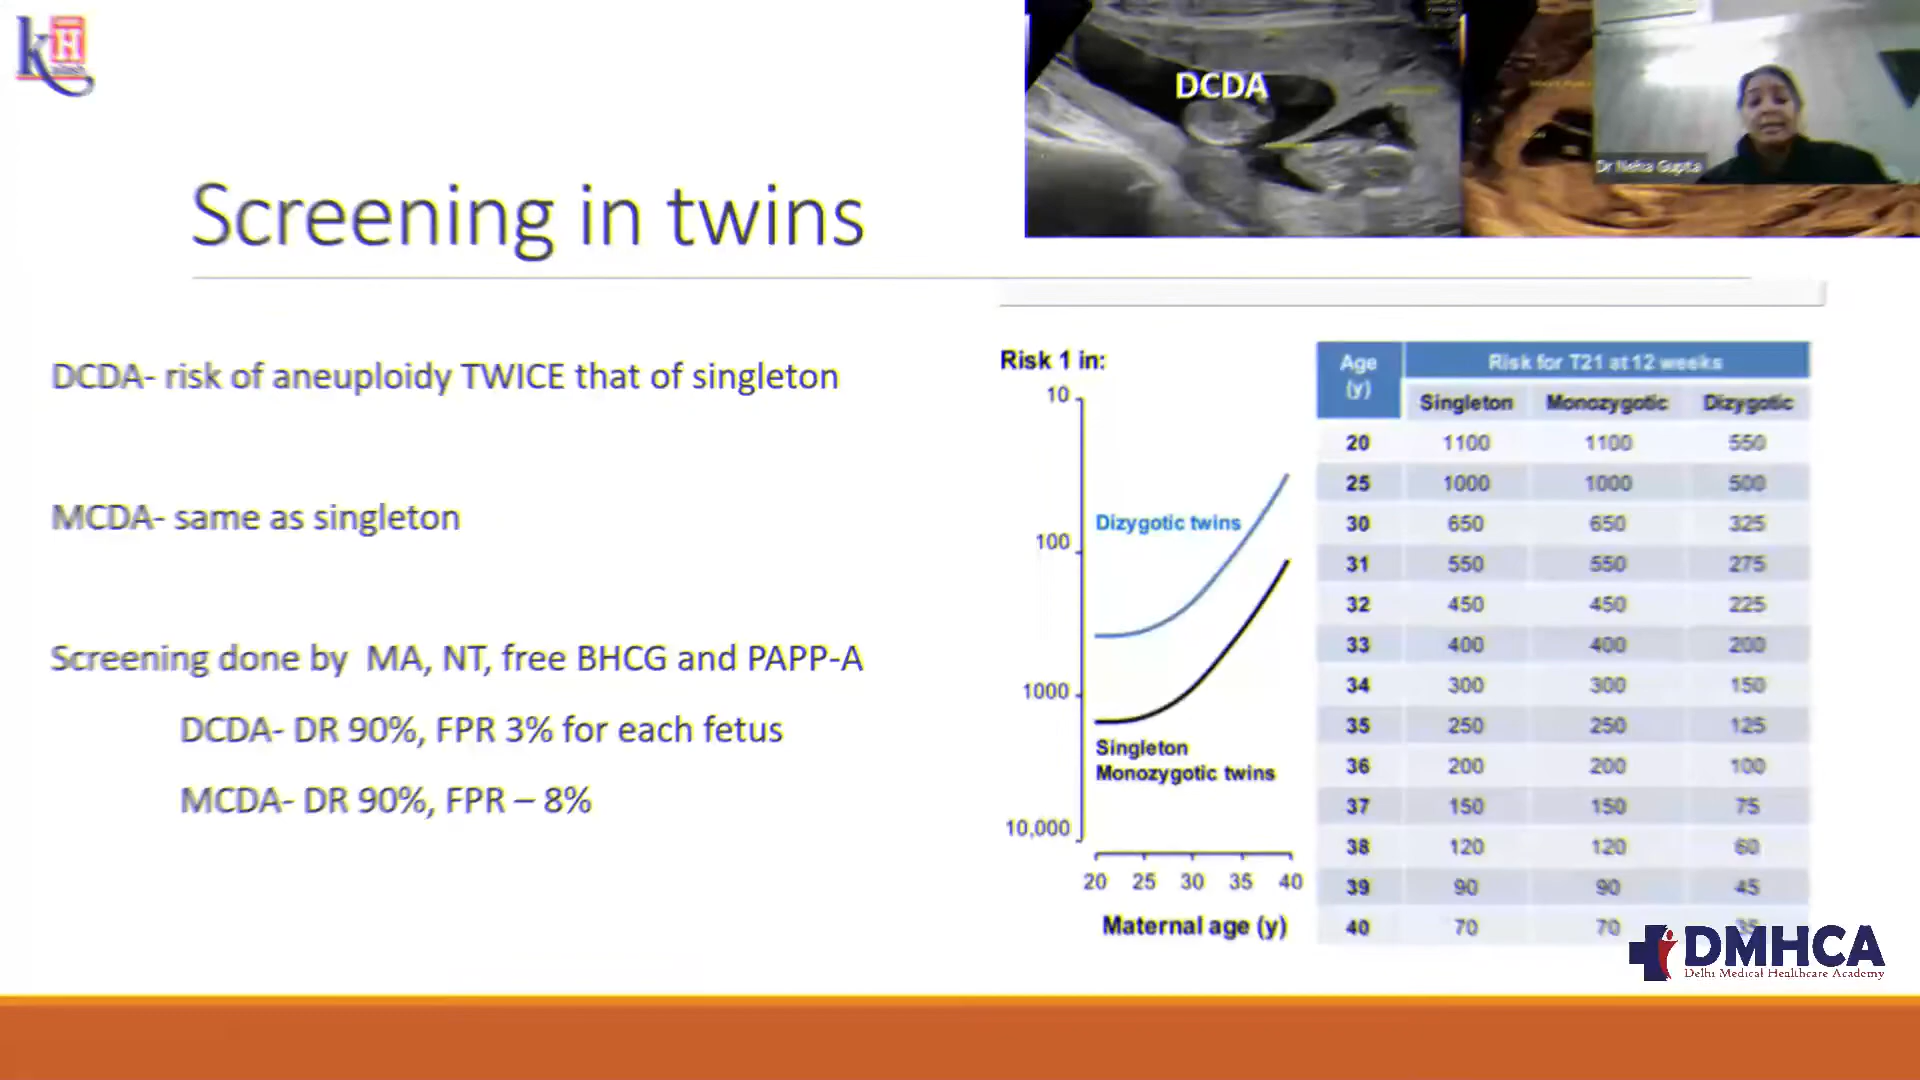 DCDA
Dr Neha Gupta
Screening in twins
DCDA- risk of aneuploidy TWICE that of singleton
MCDA- same as singleton
Screening done by MA, NT, free BHCG and PAPP-A
DCDA- DR 90%, FPR 3% for each fetus
MCDA- DR 90%, FPR – 8%
Risk 1 in:
10
100
1000
10,000
Dizygotic twins
Singleton
Monozygotic twins
20 25 30 35 40
Maternal age (y)
Age (y) Risk for T21 at 12 weeks
Singleton Monozygotic Dizygotic
20 1100 1100 550
25 1000 1000 500
30 650 650 325
31 550 550 275
32 450 450 225
33 400 400 200
34 300 300 150
35 250 250 125
36 200 200 100
37 150 150 75
38 120 120 60
39 90 90 45
40 70 70 35
DMHCA
Delhi Medical Healthcare Academy